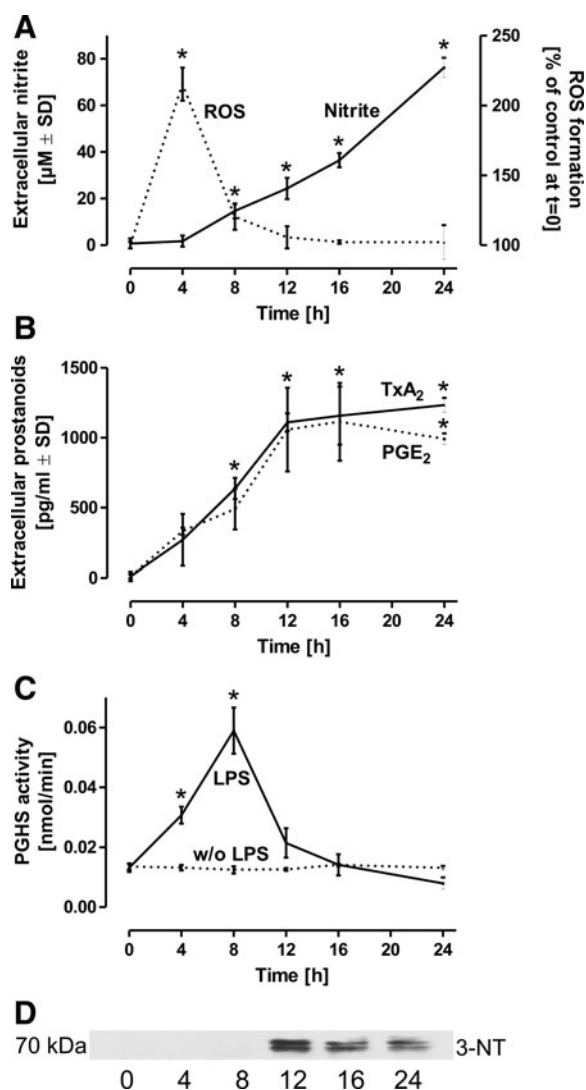 A
Extracellular nitrite
[µM ± SD]
80
60
40
20
0
ROS
Nitrite
*
*
*
*
*
250
200
150
100
ROS formation
[% of control at t=0]
0 4 8 12 16 20 24
Time [h]
B
Extracellular prostanoids
[pg/ml ± SD]
1500
1000
500
0
*
*
*
*
*
TxA2
PGE2
0 4 8 12 16 20 24
Time [h]
C
PGHS activity
[nmol/min]
0.06
0.04
0.02
0.00
*
*
LPS
w/o LPS
0 4 8 12 16 20 24
Time [h]
D
70 kDa 3-NT
0 4 8 12 16 24